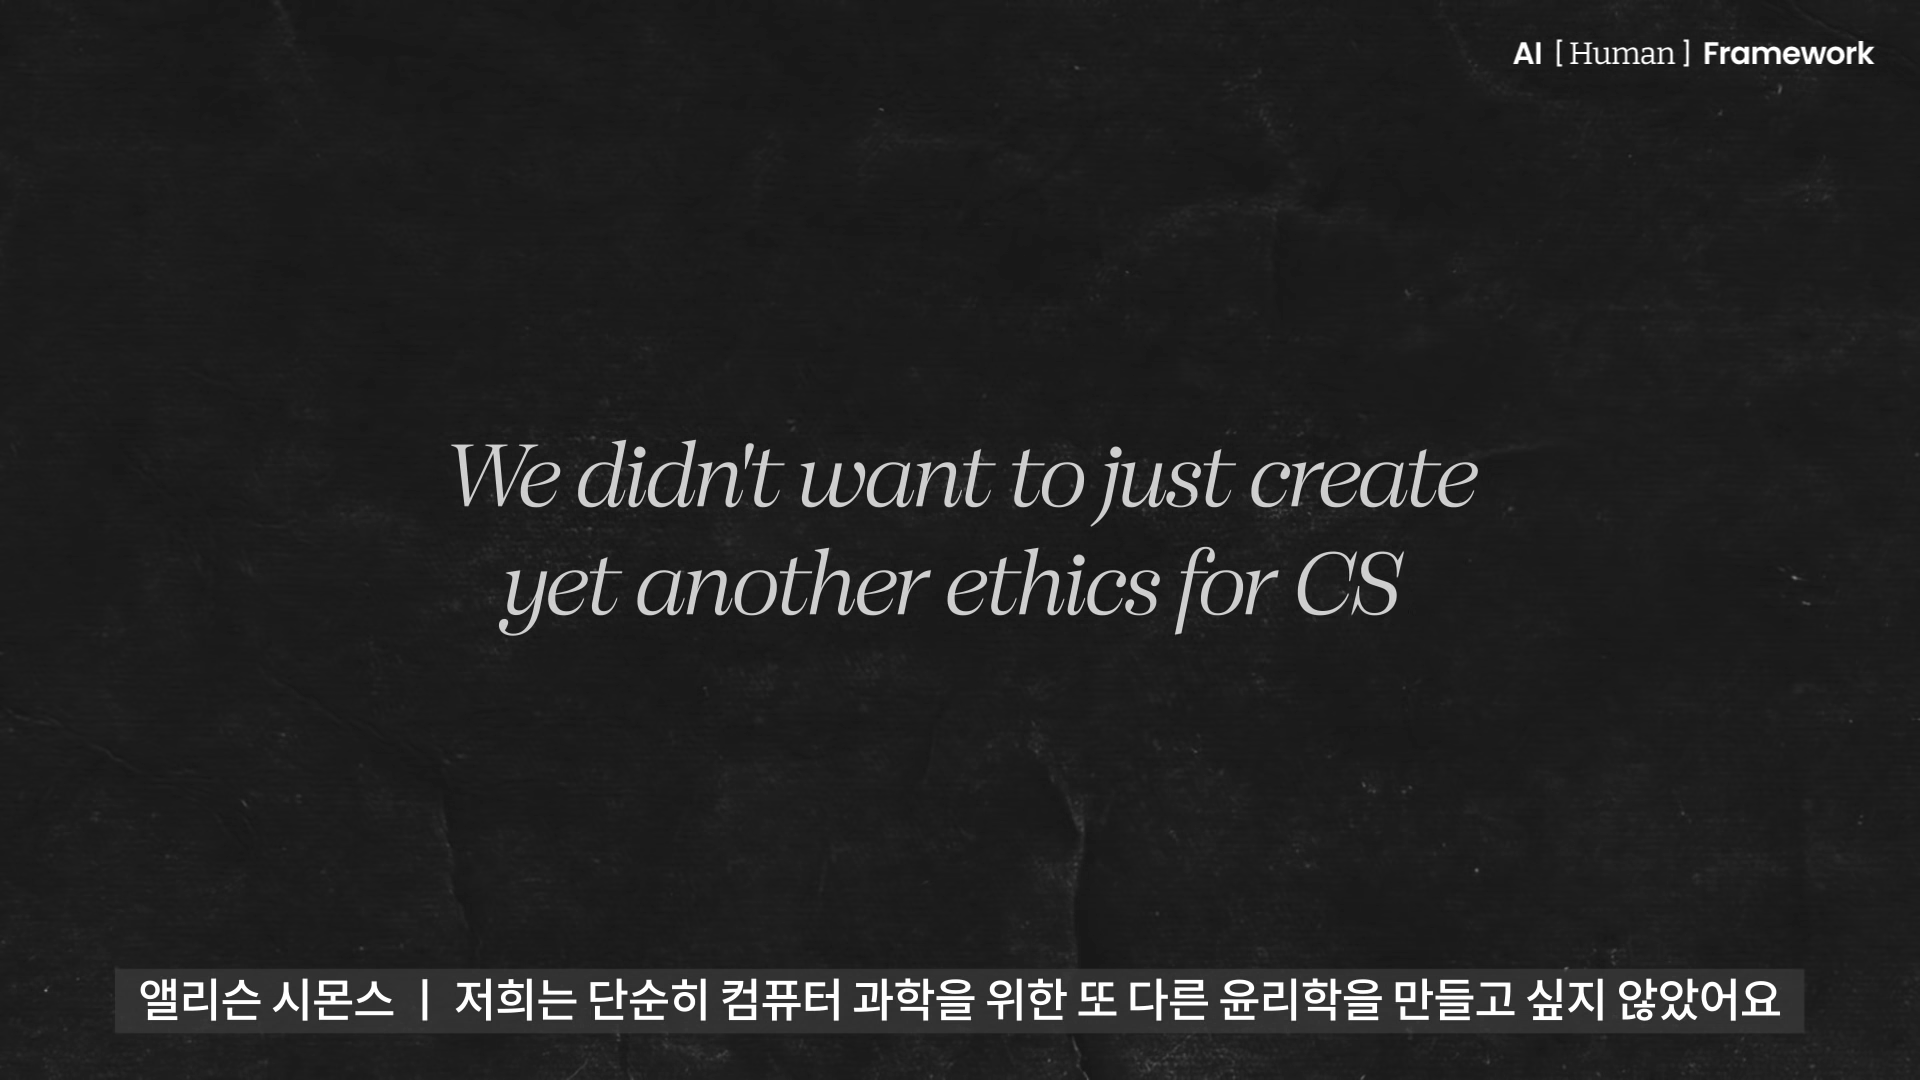 AI [Human] Framework
We didn't want to just create
yet another ethics for CS
앨리슨 시몬스 | 저희는 단순히 컴퓨터 과학을 위한 또 다른 윤리학을 만들고 싶지 않았어요